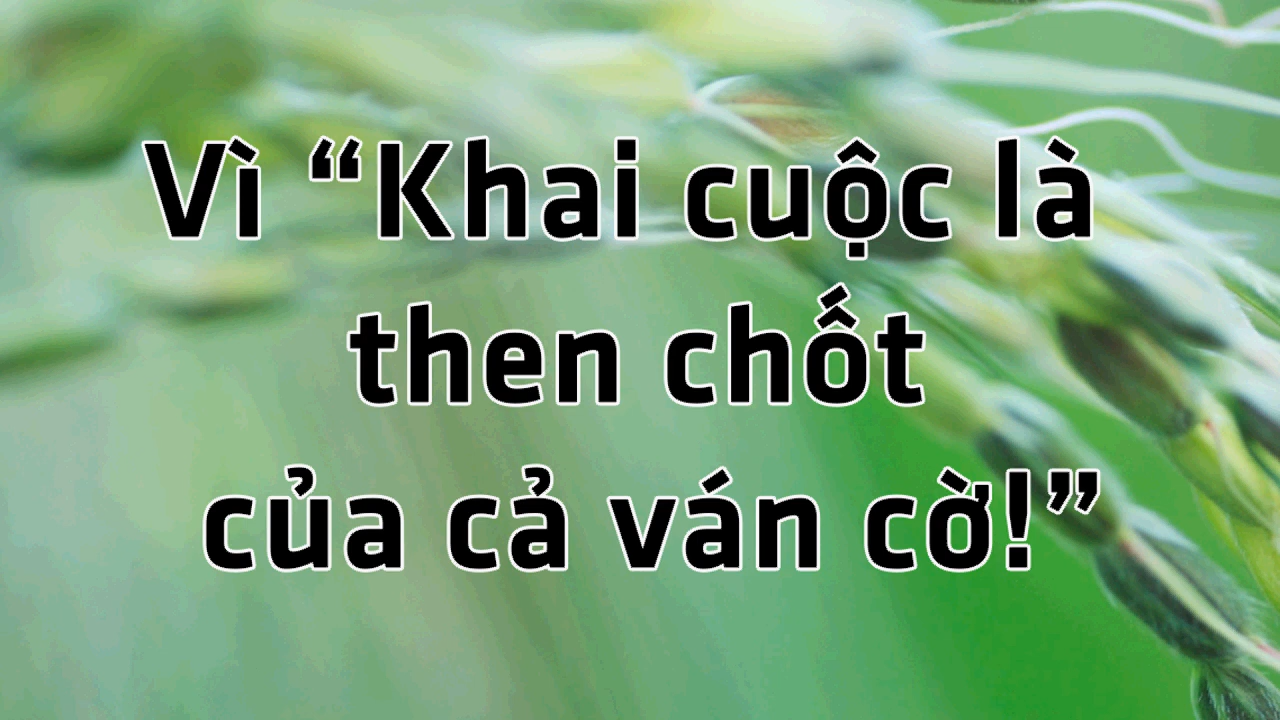 Vì “Khai cuộc là
then chốt
của cả ván cờ!”